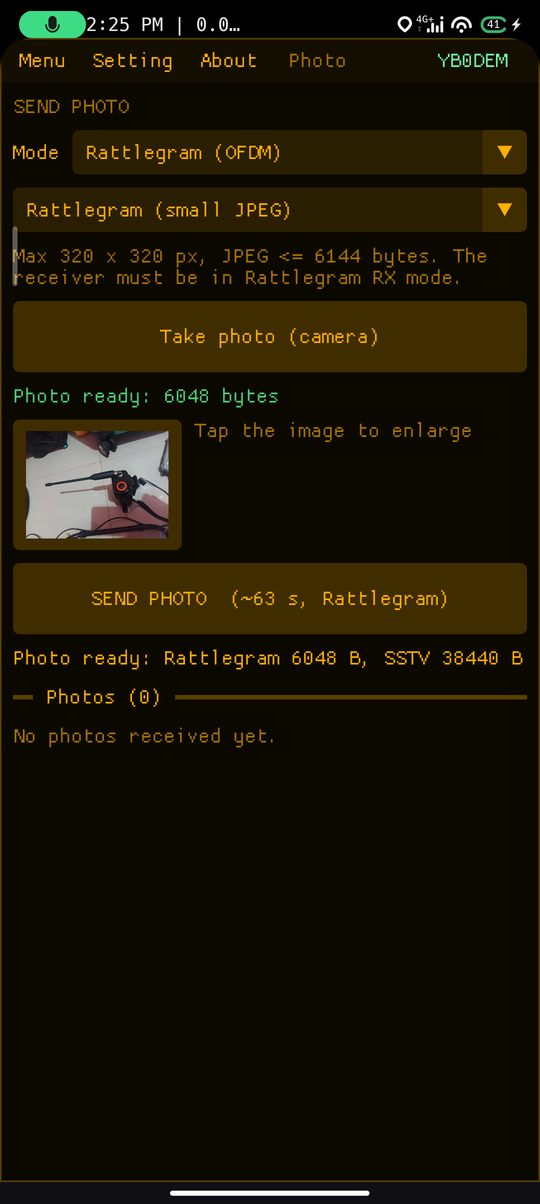 2:25 PM | 0.0…
4G+
41
Menu Setting About Photo YB0DEM
SEND PHOTO
Mode Rattlegram (OFDM) ▼
Rattlegram (small JPEG) ▼
Max 320 x 320 px, JPEG <= 6144 bytes. The
receiver must be in Rattlegram RX mode.
Take photo (camera)
Photo ready: 6048 bytes
Tap the image to enlarge
SEND PHOTO (~63 s, Rattlegram)
Photo ready: Rattlegram 6048 B, SSTV 38440 B
Photos (0)
No photos received yet.